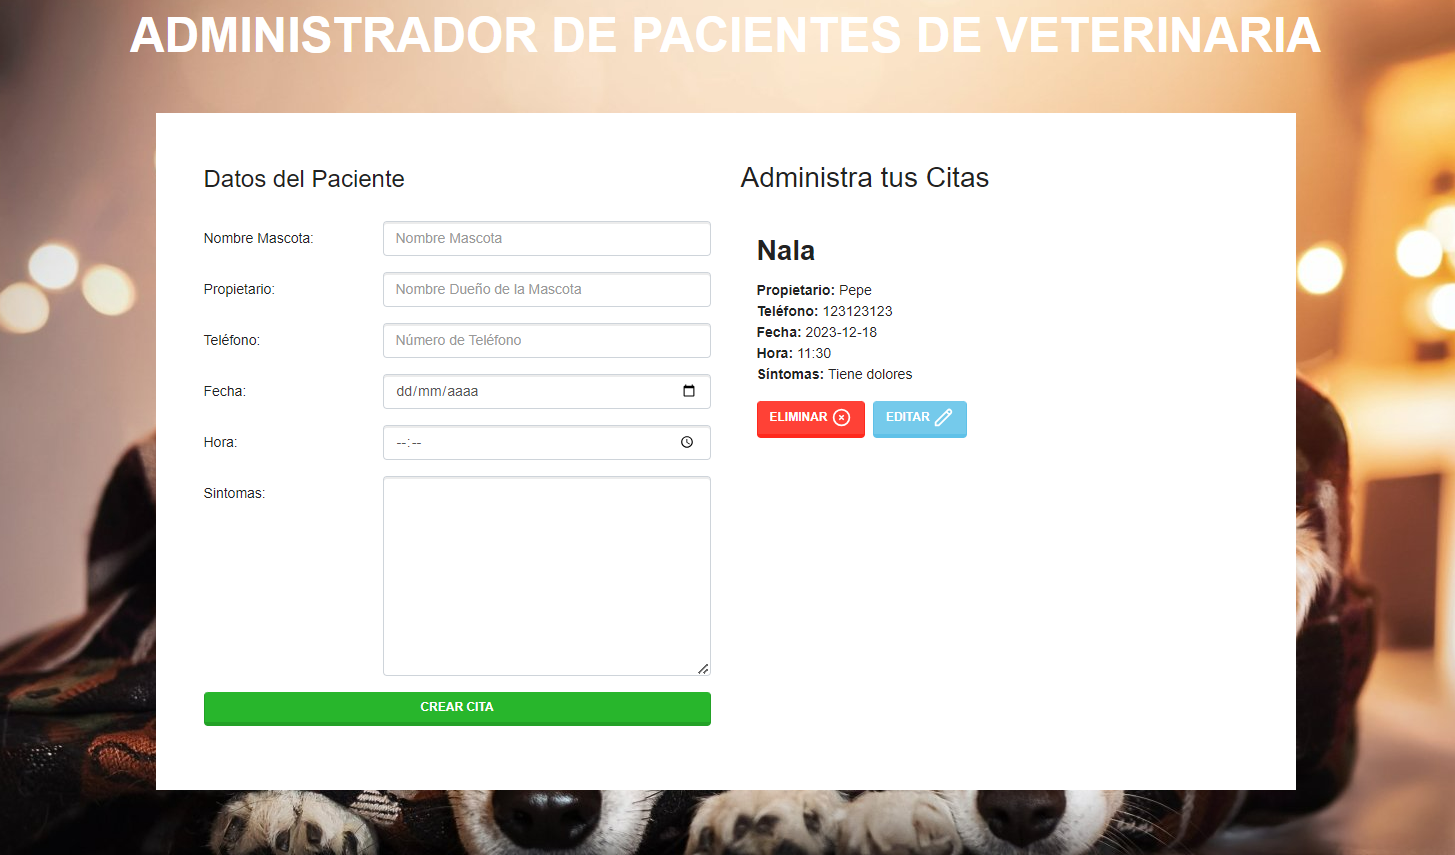 ADMINISTRADOR DE PACIENTES DE VETERINARIA
Datos del Paciente
Nombre Mascota:
Nombre Mascota
Propietario:
Nombre Dueño de la Mascota
Teléfono:
Número de Teléfono
Fecha:
dd/mm/aaaa
Hora:
--:--
Sintomas:
CREAR CITA
Administra tus Citas
Nala
Propietario: Pepe
Teléfono: 123123123
Fecha: 2023-12-18
Hora: 11:30
Síntomas: Tiene dolores
ELIMINAR
EDITAR